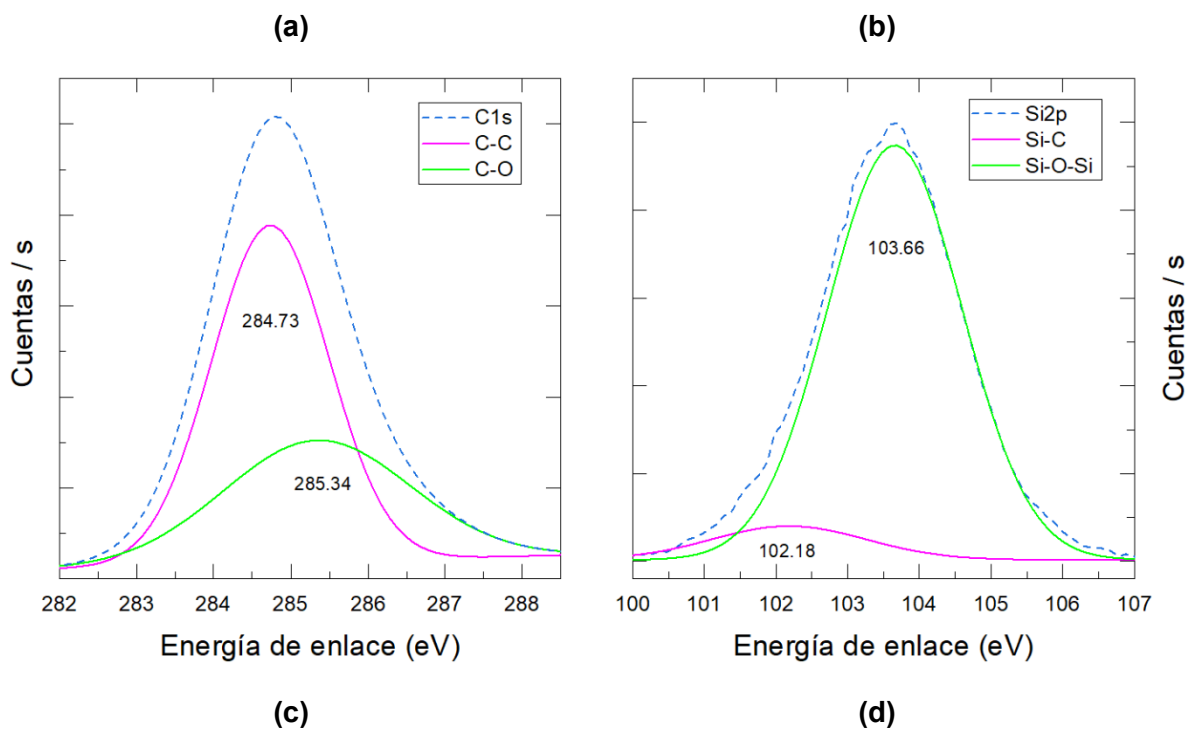 (a)
(b)
C1s
C-C
C-O
284.73
285.34
Cuentas / s
282 283 284 285 286 287 288
Energía de enlace (eV)
Si2p
Si-C
Si-O-Si
103.66
102.18
Cuentas / s
100 101 102 103 104 105 106 107
Energía de enlace (eV)
(c)
(d)